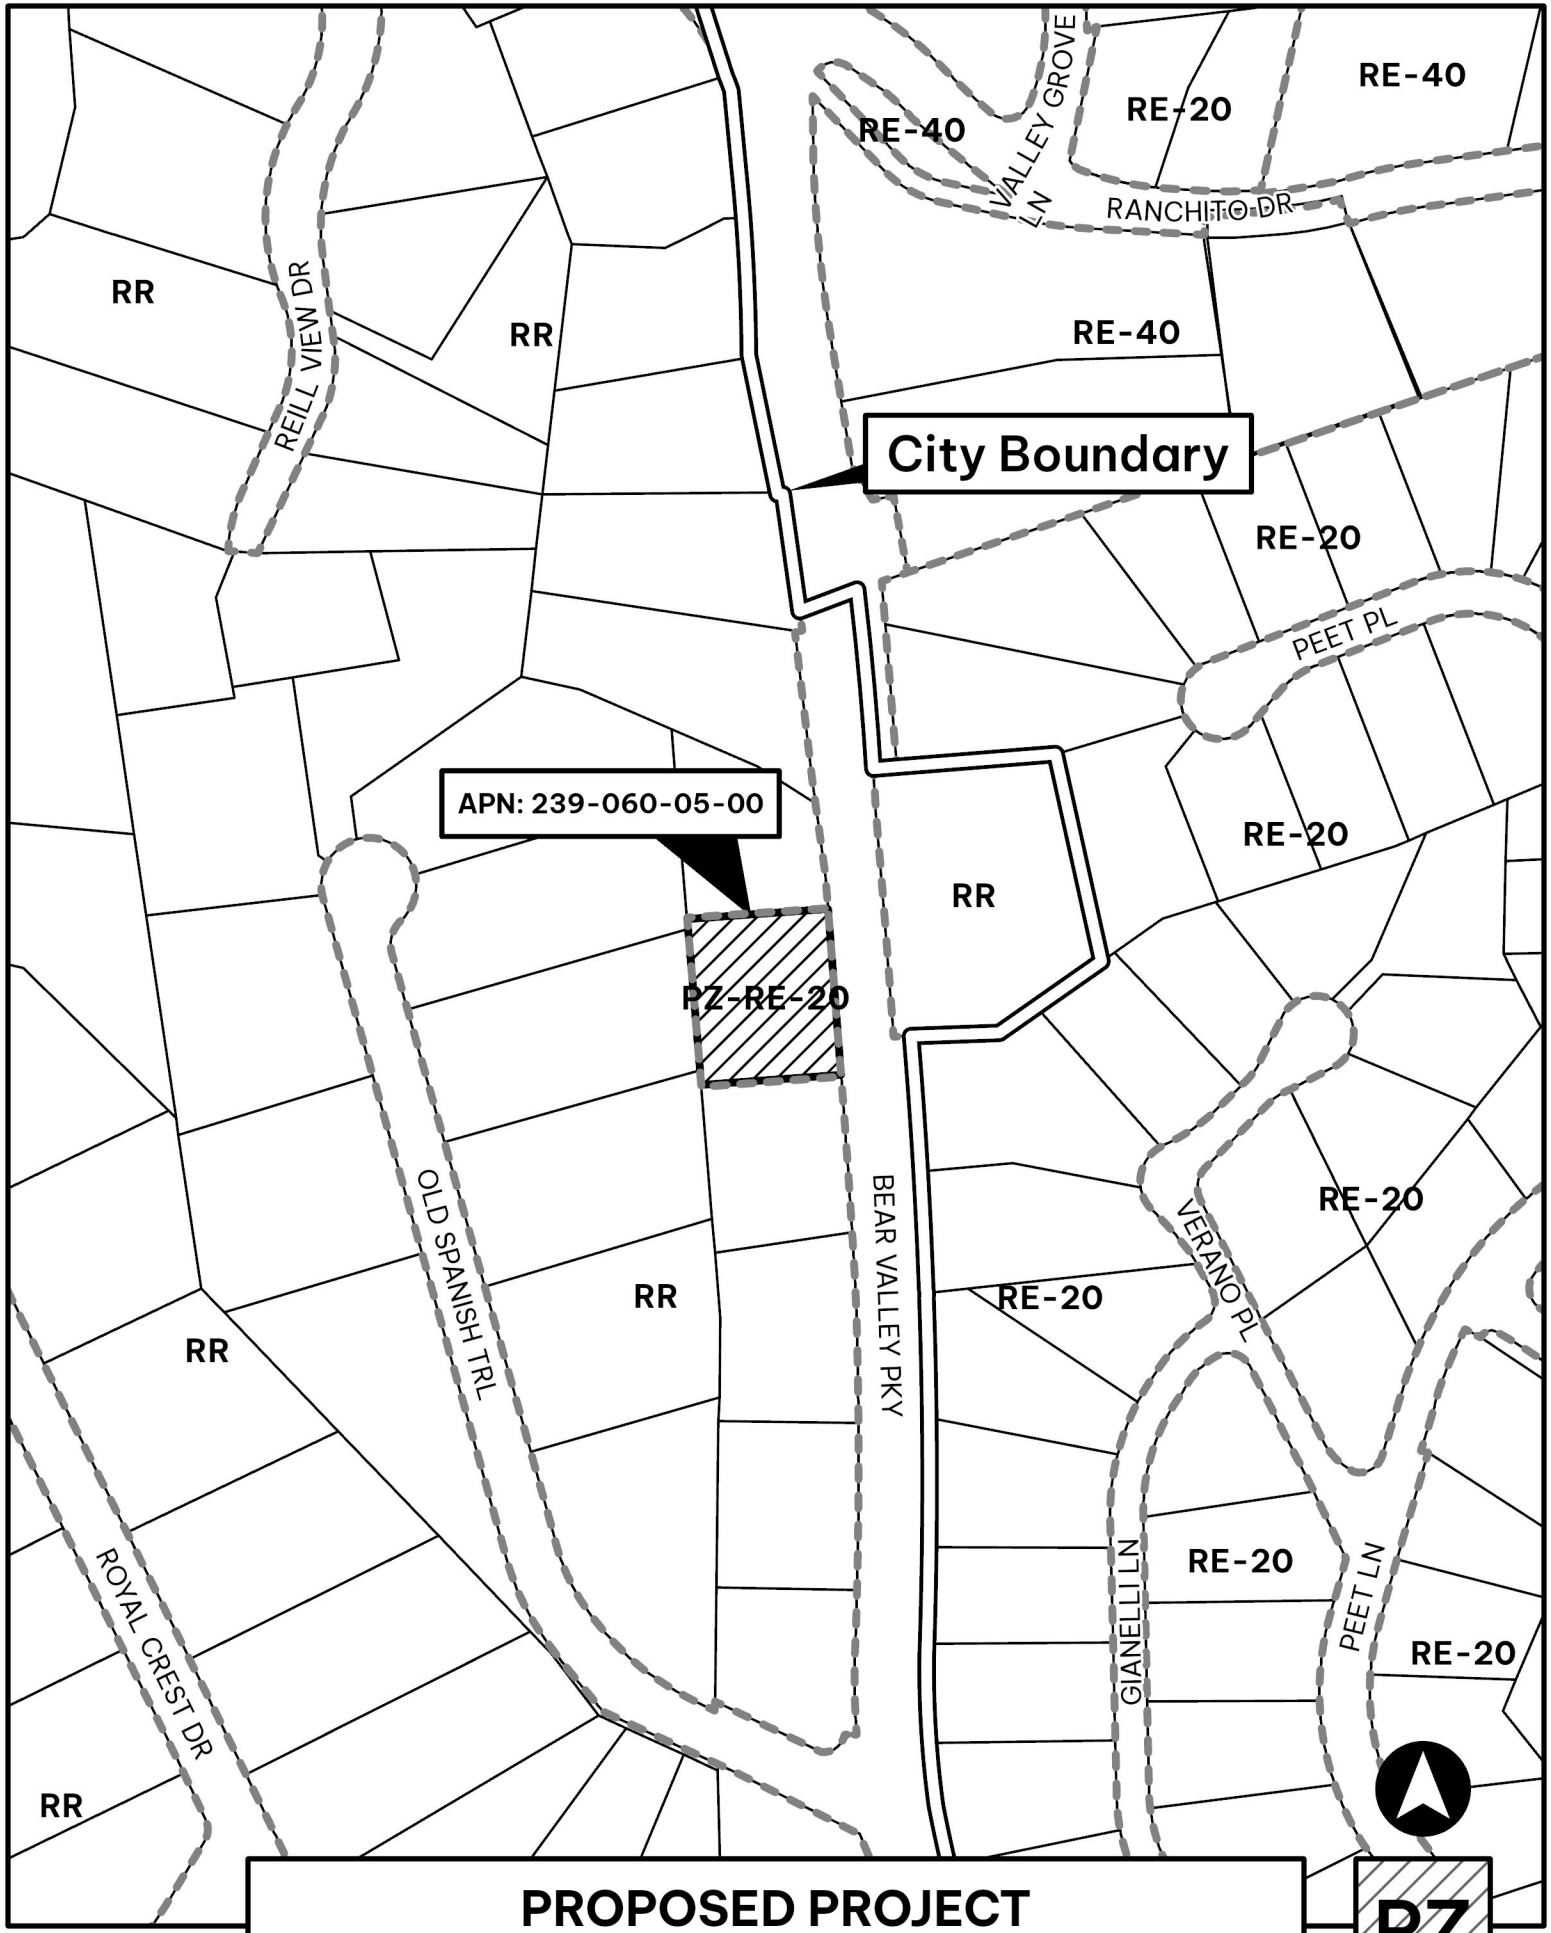 VALLEY GROVE
LN
RE-40
RE-20
RE-40
RANCHITO DR
RR
REILL VIEW DR
RR
RE-40
City Boundary
RE-20
PEET PL
APN: 239-060-05-00
RE-20
RR
PZ-RE-20
OLD SPANISH TRL
BEAR VALLEY PKY
VERANO PL
RE-20
RR
RE-20
RR
ROYAL CREST DR
GIANELLI LN
RE-20
PEET LN
RE-20
RR
PROPOSED PROJECT
PZ